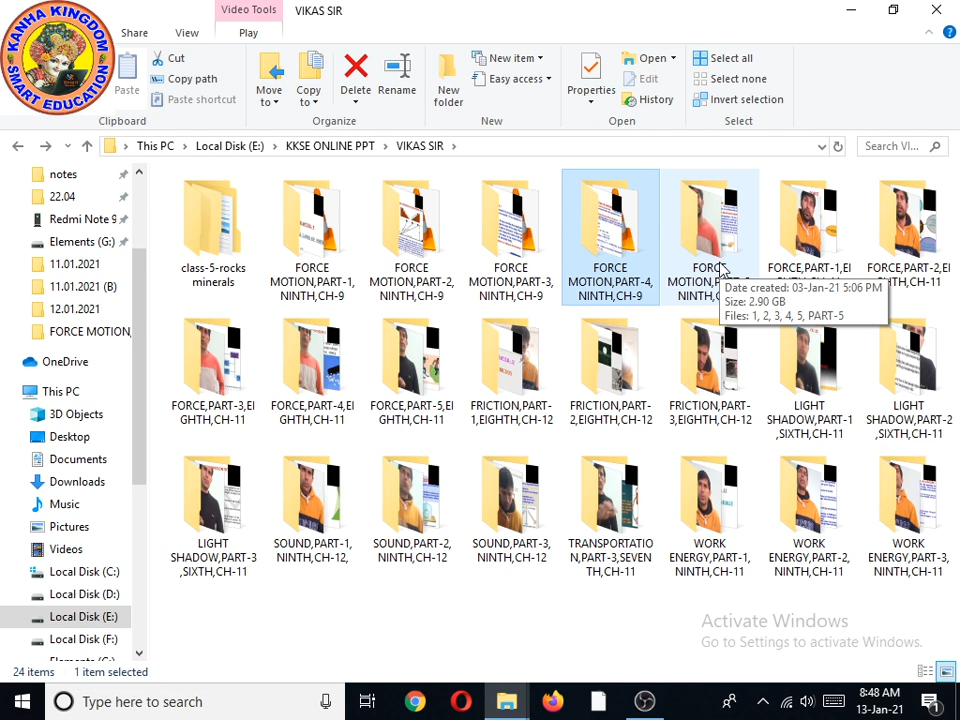 KANHA KINGDOM
SMART EDUCATION
Video Tools
VIKAS SIR
Share
View
Play
Paste
Cut
Copy path
Paste shortcut
Clipboard
Move to
Copy to
Delete
Rename
Organize
New folder
New item
Easy access
New
Properties
Open
Edit
History
Open
Select all
Select none
Invert selection
Select
This PC > Local Disk (E:) > KKSE ONLINE PPT > VIKAS SIR >
Search VI...
notes
22.04
Redmi Note 9
Elements (G:)
11.01.2021
11.01.2021 (B)
12.01.2021
FORCE MOTION,
OneDrive
This PC
3D Objects
Desktop
Documents
Downloads
Music
Pictures
Videos
Local Disk (C:)
Local Disk (D:)
Local Disk (E:)
Local Disk (F:)
class-5-rocks
minerals
FORCE
MOTION,PART-1,
NINTH,CH-9
FORCE
MOTION,PART-2,
NINTH,CH-9
FORCE
MOTION,PART-3,
NINTH,CH-9
FORCE
MOTION,PART-4,
NINTH,CH-9
FORCE,PART-1,EI
FORCE,PART-2,EI
GHTH,CH-11
Date created: 03-Jan-21 5:06 PM
Size: 2.90 GB
Files: 1, 2, 3, 4, 5, PART-5
FORCE,PART-3,EI
GHTH,CH-11
FORCE,PART-4,EI
GHTH,CH-11
FORCE,PART-5,EI
GHTH,CH-11
FRICTION,PART-
1,EIGHTH,CH-12
FRICTION,PART-
2,EIGHTH,CH-12
FRICTION,PART-
3,EIGHTH,CH-12
LIGHT
SHADOW,PART-1
,SIXTH,CH-11
LIGHT
SHADOW,PART-2
,SIXTH,CH-11
LIGHT
SHADOW,PART-3
,SIXTH,CH-11
SOUND,PART-1,
NINTH,CH-12,
SOUND,PART-2,
NINTH,CH-12
SOUND,PART-3,
NINTH,CH-12
TRANSPORTATIO
N,PART-3,SEVEN
TH,CH-11
WORK
ENERGY,PART-1,
NINTH,CH-11
WORK
ENERGY,PART-2,
NINTH,CH-11
WORK
ENERGY,PART-3,
NINTH,CH-11
Activate Windows
Go to Settings to activate Windows.
24 items
1 item selected
Type here to search
8:48 AM
13-Jan-21
1